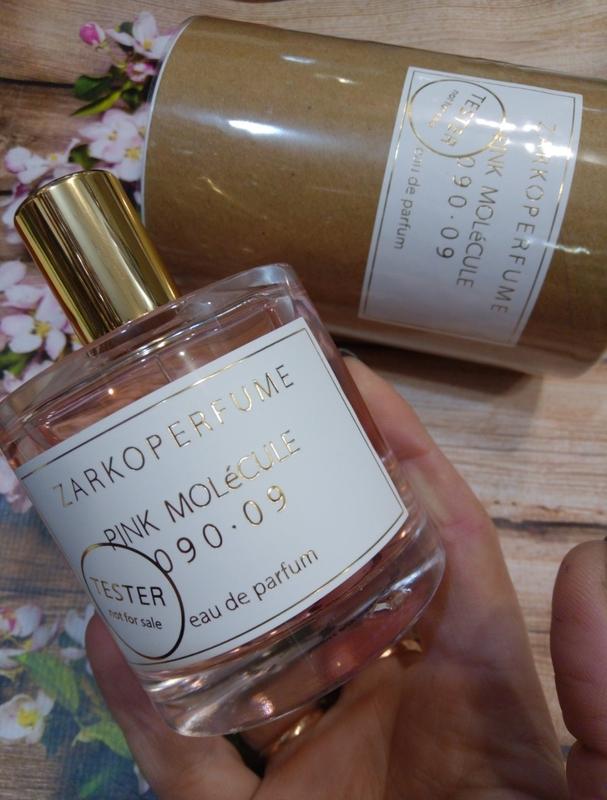 ZARKOPERFUME
PINK MOLéCULE
090·09
TESTER
not for sale
eau de parfum
ZARKOPERFUME
PINK MOLéCULE
090·09
eau de parfum
TESTER
not for sale